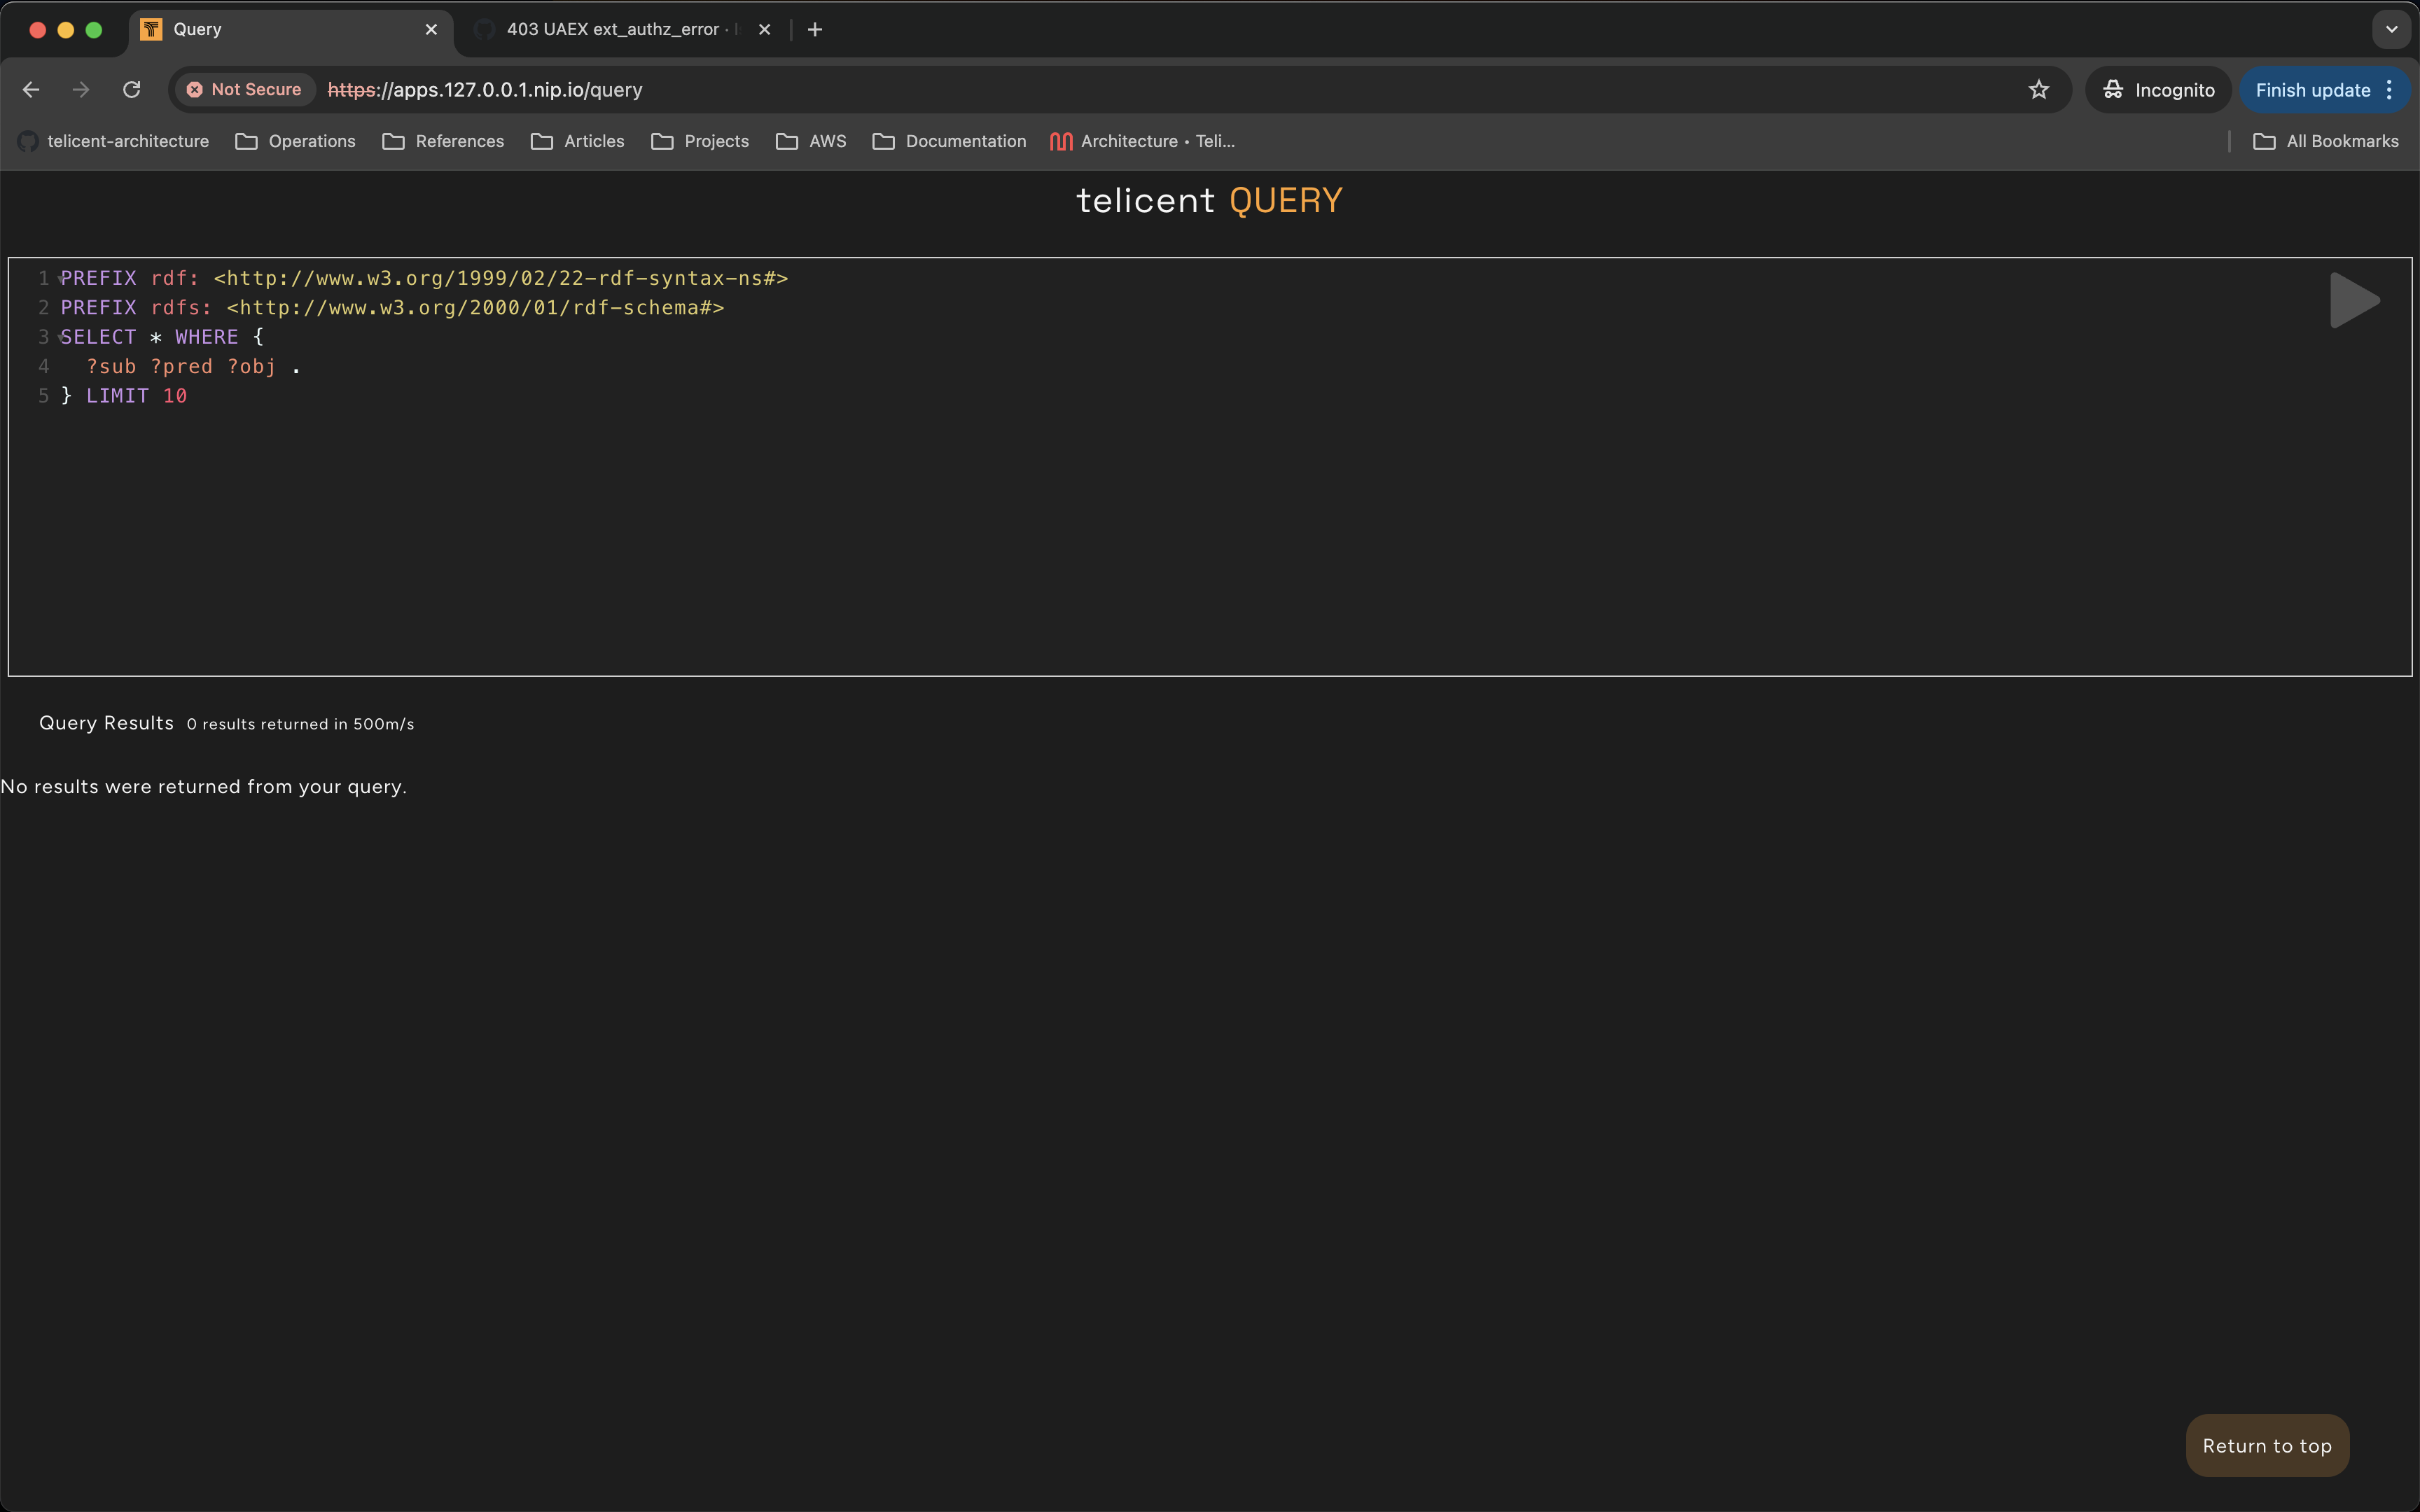 Query
403 UAEX ext_authz_error ·
Not Secure
https://apps.127.0.0.1.nip.io/query
Incognito
Finish update
telicent-architecture
Operations
References
Articles
Projects
AWS
Documentation
Architecture • Teli...
All Bookmarks
telicent QUERY
1 PREFIX rdf: <http://www.w3.org/1999/02/22-rdf-syntax-ns#>
2 PREFIX rdfs: <http://www.w3.org/2000/01/rdf-schema#>
3 SELECT * WHERE {
4   ?sub ?pred ?obj .
5 } LIMIT 10
Query Results 0 results returned in 500m/s
No results were returned from your query.
Return to top